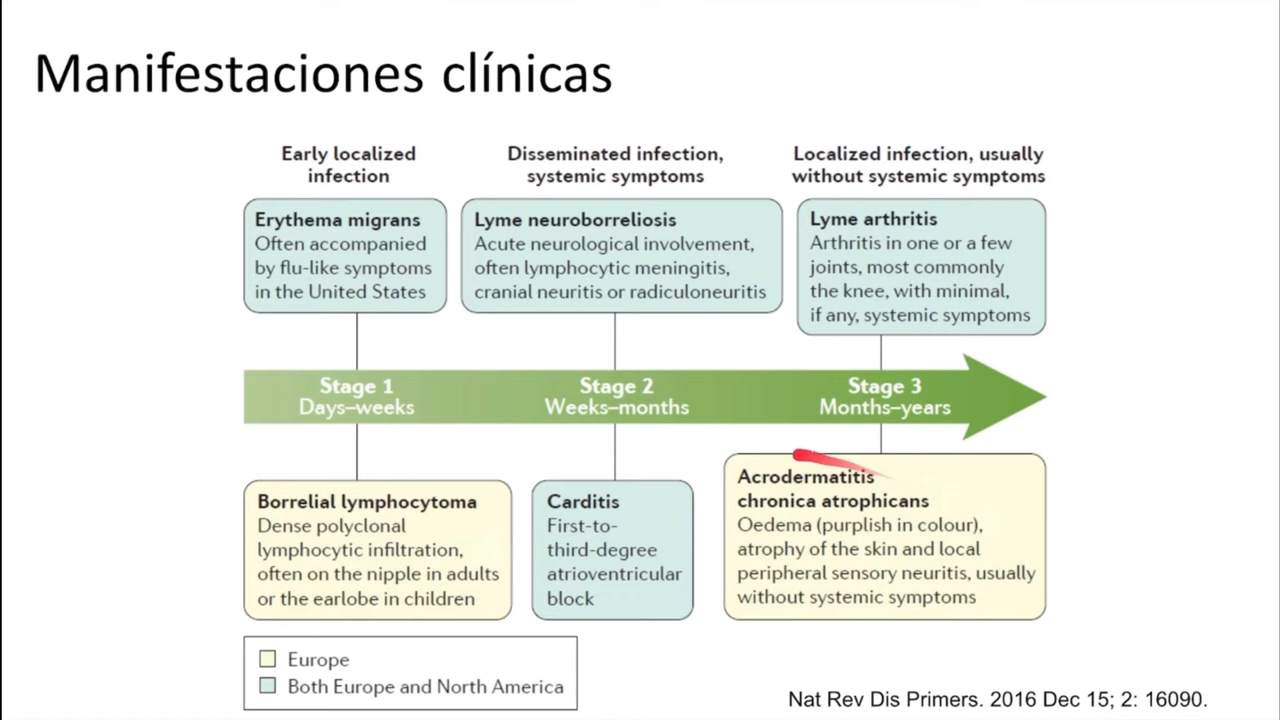 Manifestaciones clínicas
Early localized
infection
Disseminated infection,
systemic symptoms
Localized infection, usually
without systemic symptoms
Erythema migrans
Often accompanied
by flu-like symptoms
in the United States
Lyme neuroborreliosis
Acute neurological involvement,
often lymphocytic meningitis,
cranial neuritis or radiculoneuritis
Lyme arthritis
Arthritis in one or a few
joints, most commonly
the knee, with minimal,
if any, systemic symptoms
Stage 1
Days–weeks
Stage 2
Weeks–months
Stage 3
Months–years
Borrelial lymphocytoma
Dense polyclonal
lymphocytic infiltration,
often on the nipple in adults
or the earlobe in children
Carditis
First-to-
third-degree
atrioventricular
block
Acrodermatitis
chronica atrophicans
Oedema (purplish in colour),
atrophy of the skin and local
peripheral sensory neuritis, usually
without systemic symptoms
Europe
Both Europe and North America
Nat Rev Dis Primers. 2016 Dec 15; 2: 16090.